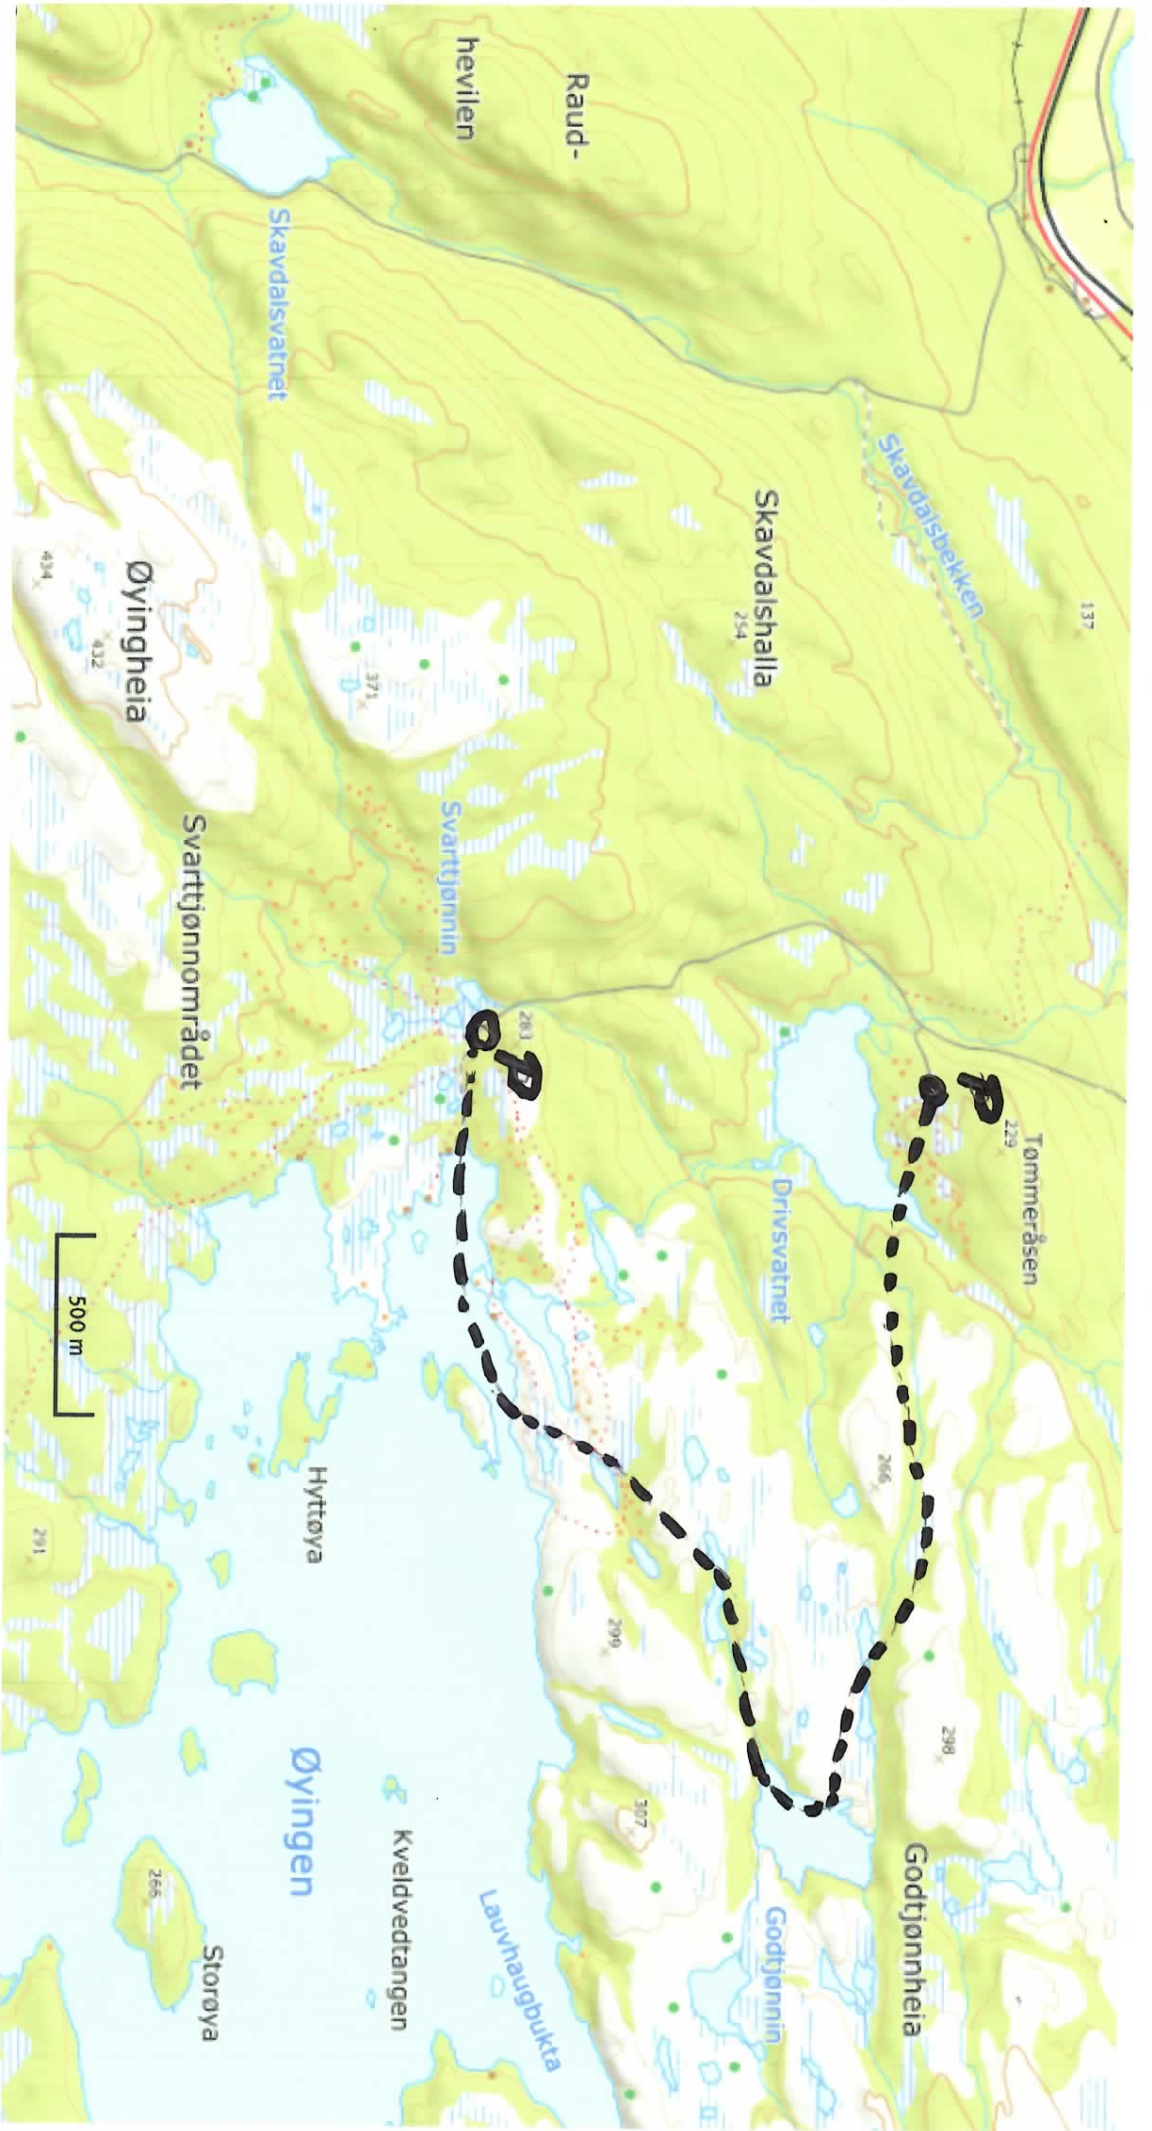 Raud-
hevilen
Skavdalsvatnet
Skavdalsbekken
137
Skavdalshalla
254
434
432
Øyingheia
371
Svarttjønnin
Svarttjønnområdet
283
P
P
229
Tømmeråsen
Drivsvatnet
500 m
266
Hyttøya
291
299
298
307
Godtjønnheia
Øyingen
Kveldvedtangen
Lauvhaugbukta
Godtjønnin
266
Storøya